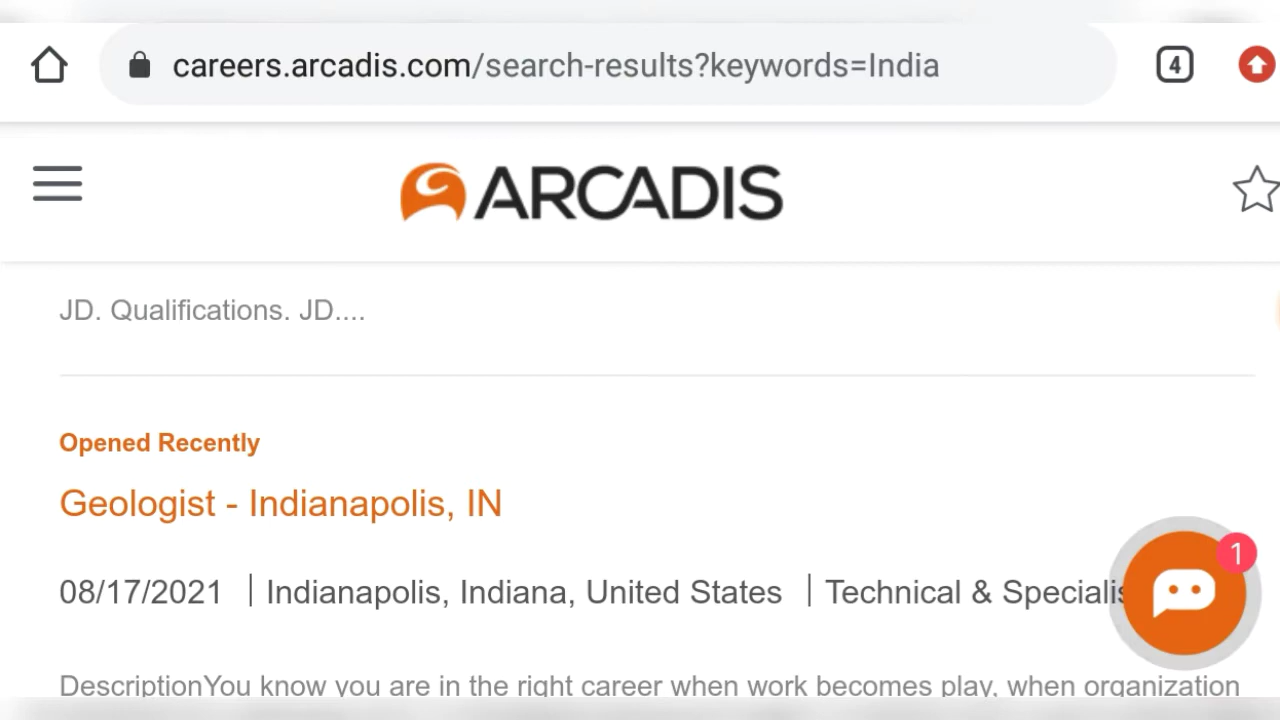 careers.arcadis.com/search-results?keywords=India
4
ARCADIS
JD. Qualifications. JD....
Opened Recently
Geologist - Indianapolis, IN
08/17/2021 | Indianapolis, Indiana, United States | Technical & Specialis
1
DescriptionYou know you are in the right career when work becomes play, when organization